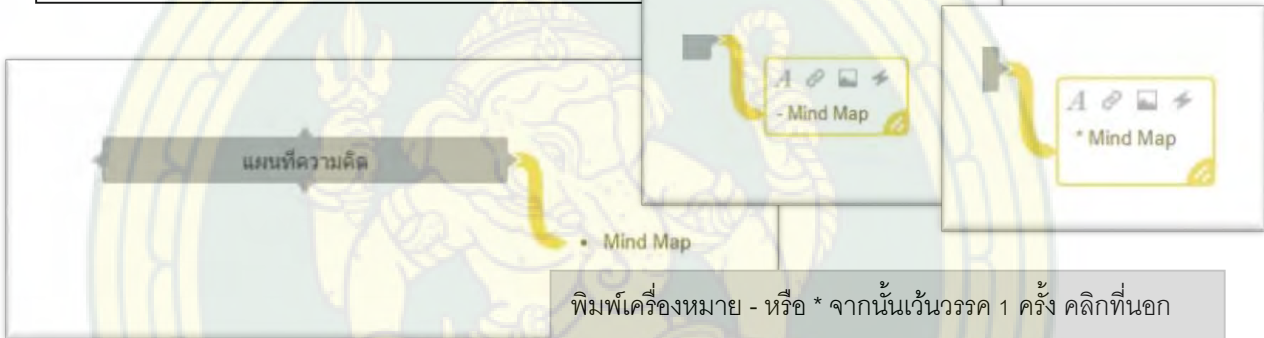 A
- Mind Map
A
* Mind Map
แผนที่ความคิด
• Mind Map
พิมพ์เครื่องหมาย - หรือ * จากนั้นเว้นวรรค 1 ครั้ง คลิกที่นอก